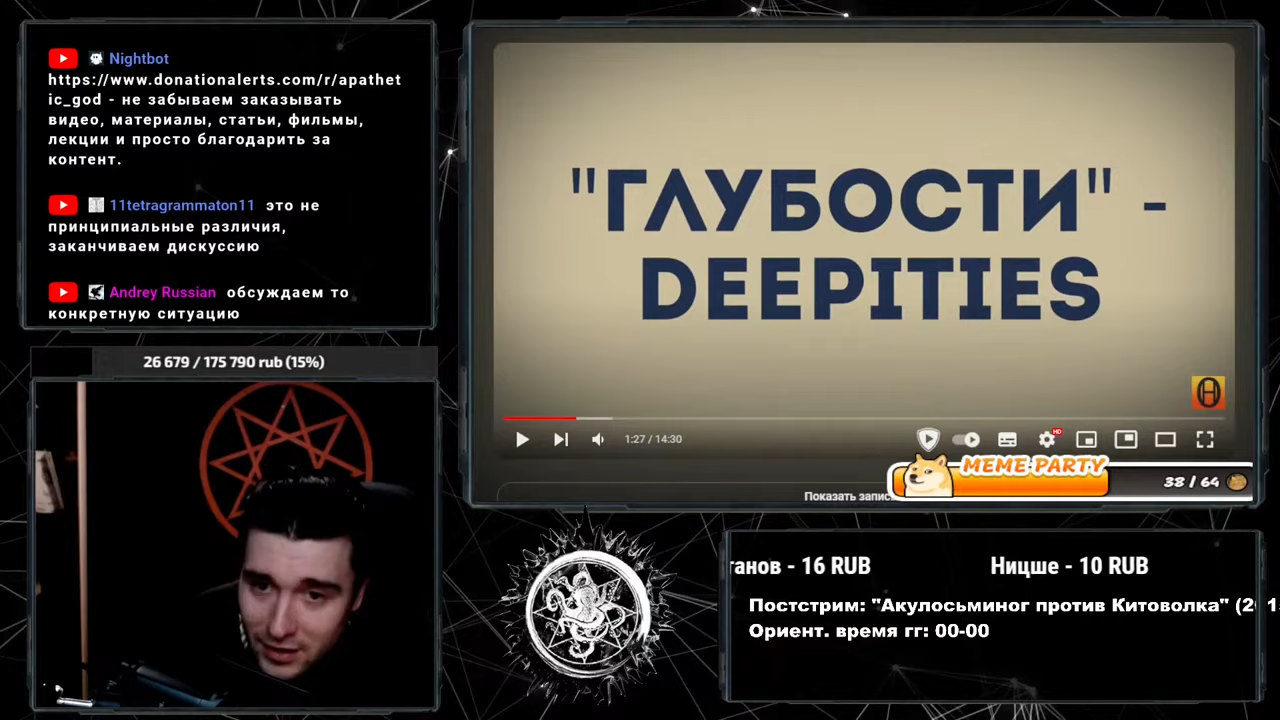 Nightbot
https://www.donationalerts.com/r/apathet
ic_god - не забываем заказывать
видео, материалы, статьи, фильмы,
лекции и просто благодарить за
контент.
11tetragrammaton11 это не
принципиальные различия,
заканчиваем дискуссию
Andrey Russian обсуждаем то
конкретную ситуацию
26 679 / 175 790 rub (15%)
"ГЛУБОСТИ" -
DEEPITIES
1:27 / 14:30
HD
MEME PARTY
38 / 64
Показать
танов - 16 RUB
Ницше - 10 RUB
Постстрим: "Акулосьминог против Китоволка"
Ориент. время гг: 00-00